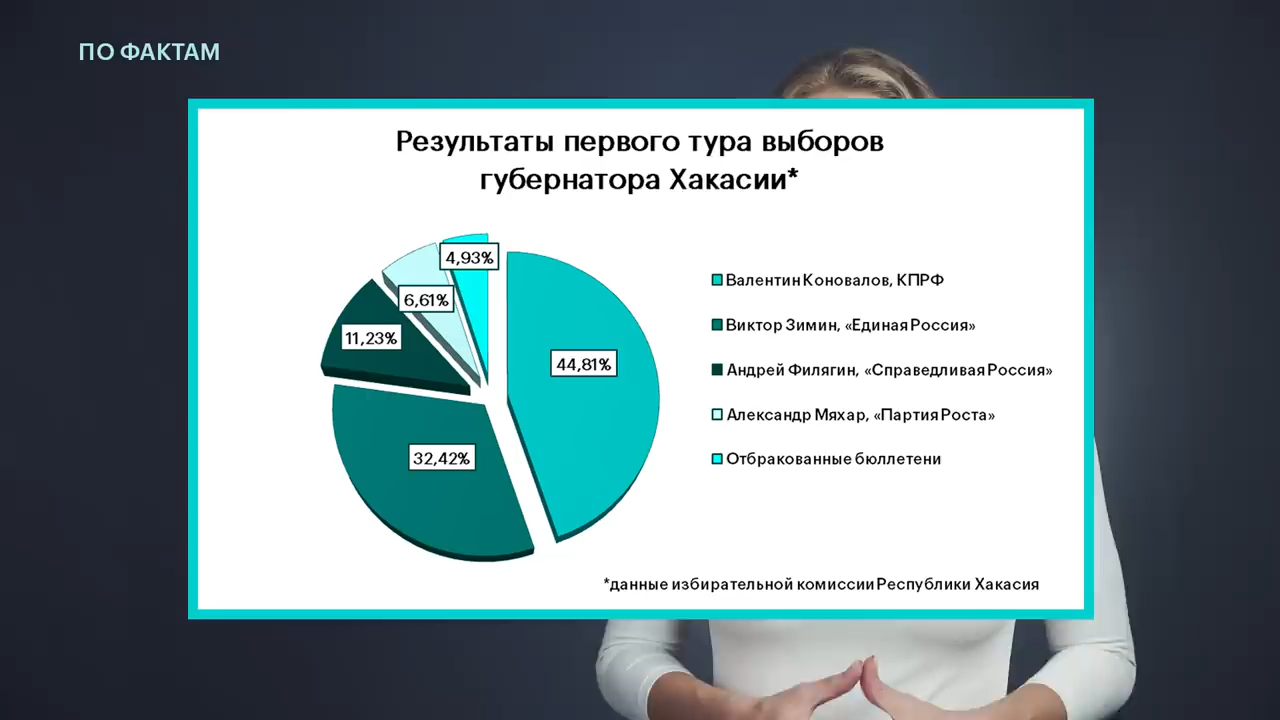 ПО ФАКТАМ
Результаты первого тура выборов
губернатора Хакасии*
4,93%
6,61%
11,23%
44,81%
32,42%
Валентин Коновалов, КПРФ
Виктор Зимин, «Единая Россия»
Андрей Филягин, «Справедливая Россия»
Александр Мяхар, «Партия Роста»
Отбракованные бюллетени
*данные избирательной комиссии Республики Хакасия